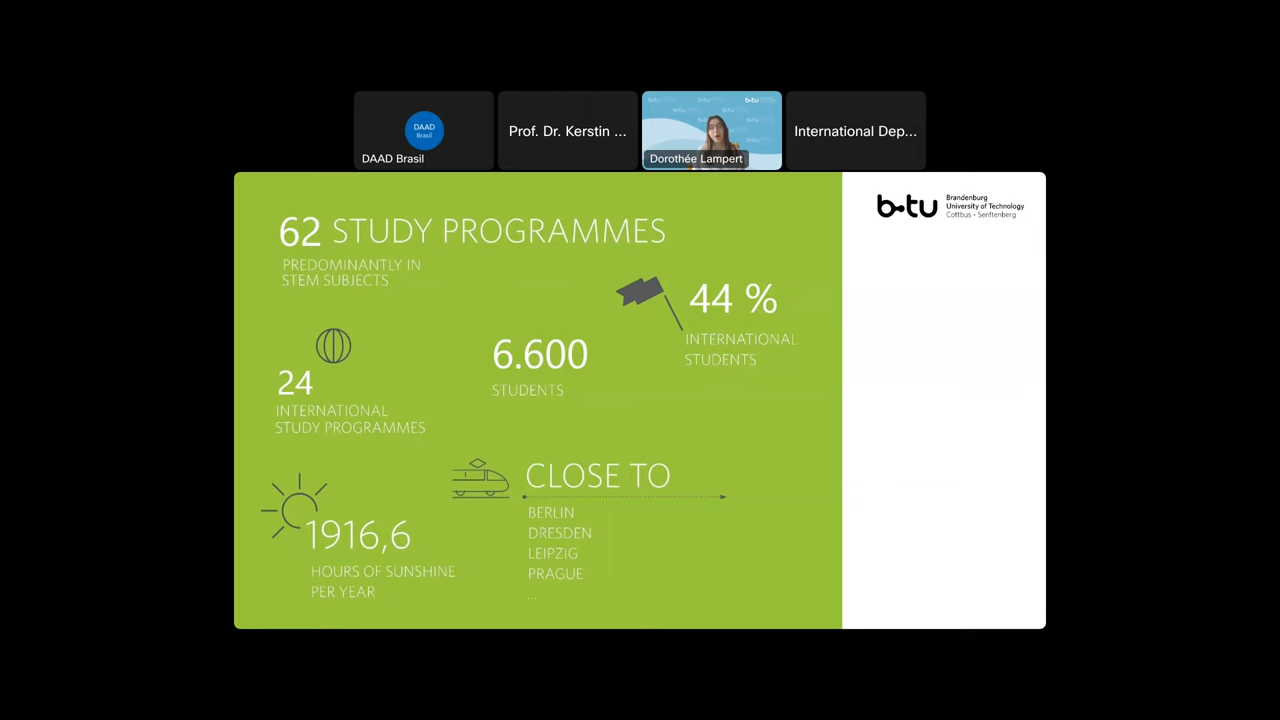 DAAD
Brasil
DAAD Brasil
Prof. Dr. Kerstin ...
b-tu
Dorothée Lampert
International Dep...
62 STUDY PROGRAMMES
PREDOMINANTLY IN
STEM SUBJECTS
44 %
INTERNATIONAL
STUDENTS
6.600
STUDENTS
24
INTERNATIONAL
STUDY PROGRAMMES
1916,6
HOURS OF SUNSHINE
PER YEAR
CLOSE TO
BERLIN
DRESDEN
LEIPZIG
PRAGUE
...
b-tu
Brandenburg
University of Technology
Cottbus - Senftenberg